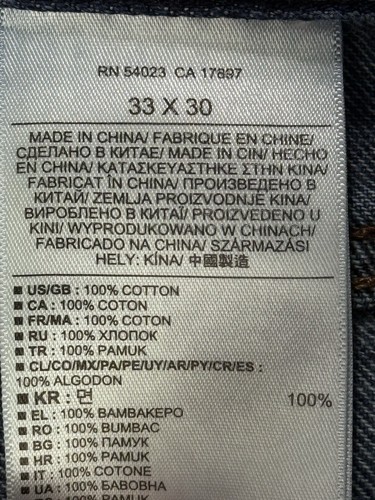 RN 54023 CA 17897
33 X 30
MADE IN CHINA/ FABRIQUE EN CHINE/
СДЕЛАНО В КИТАЕ/ MADE IN CIN/ HECHO
EN CHINA/ ΚΑΤΑΣΚΕΥΑΣΤΗΚΕ ΣΤΗΝ KINA/
FABRICAT ÎN CHINA/ ПРОИЗВЕДЕНО В
КИТАЙ/ ZEMLJA PROIZVODNJE KINA/
ВИРОБЛЕНО В КИТАЇ/ PROIZVEDENO U
KINI/ WYPRODUKOWANO W CHINACH/
FABRICADO NA CHINA/ SZÁRMAZÁSI
HELY: KÍNA/ 中國製造
US/GB : 100% COTTON
CA : 100% COTON
FR/MA : 100% COTON
RU : 100% ХЛОПОК
TR : 100% PAMUK
CL/CO/MX/PA/PE/UY/AR/PY/CR/ES :
100% ALGODON
KR : 면 100%
EL : 100% ΒΑΜΒΑΚΕΡΟ
RO : 100% BUMBAC
BG : 100% ПАМУК
HR : 100% PAMUK
IT : 100% COTONE
UA : 100% БАВОВНА